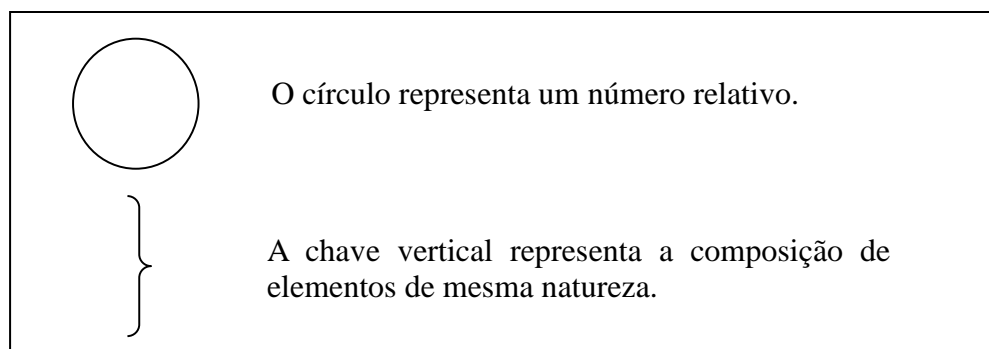 O círculo representa um número relativo.
A chave vertical representa a composição de
elementos de mesma natureza.